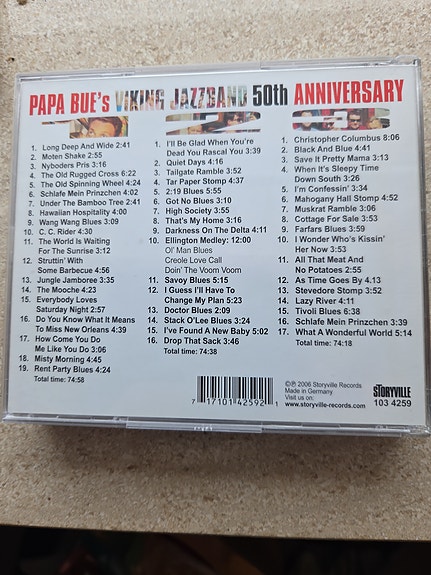 PAPA BUE's VIKING JAZZBAND 50th ANNIVERSARY
1. Long Deep And Wide 2:41
2. Moten Shake 2:55
3. Nyboders Pris 3:16
4. The Old Rugged Cross 6:22
5. The Old Spinning Wheel 4:24
6. Schlafe Mein Prinzchen 4:02
7. Under The Bamboo Tree 2:41
8. Hawaiian Hospitality 4:00
9. Wang Wang Blues 3:09
10. C. C. Rider 4:30
11. The World Is Waiting
For The Sunrise 3:12
12. Struttin' With
Some Barbecue 4:56
13. Jungle Jamboree 3:35
14. The Mooche 4:23
15. Everybody Loves
Saturday Night 2:57
16. Do You Know What It Means
To Miss New Orleans 4:39
17. How Come You Do
Me Like You Do 3:06
18. Misty Morning 4:45
19. Rent Party Blues 4:24
Total time: 74:58
1. I'll Be Glad When You're
Dead You Rascal You 3:39
2. Quiet Days 4:16
3. Tailgate Ramble 3:52
4. Tar Paper Stomp 4:37
5. 2:19 Blues 5:55
6. Got No Blues 3:10
7. High Society 3:55
8. That's My Home 3:16
9. Darkness On The Delta 4:11
10. Ellington Medley: 12:00
Ol' Man Blues
Creole Love Call
Doin' The Voom Voom
11. Savoy Blues 5:15
12. I Guess I'll Have To
Change My Plan 5:23
13. Doctor Blues 2:09
14. Stack O'Lee Blues 3:24
15. I've Found A New Baby 5:02
16. Drop That Sack 3:46
Total time: 74:38
1. Christopher Columbus 8:06
2. Black And Blue 4:41
3. Save It Pretty Mama 3:13
4. When It's Sleepy Time
Down South 3:26
5. I'm Confessin' 3:34
6. Mahogany Hall Stomp 4:52
7. Muskrat Ramble 3:06
8. Cottage For Sale 3:53
9. Farfars Blues 3:59
10. I Wonder Who's Kissin'
Her Now 3:53
11. All That Meat And
No Potatoes 2:55
12. As Time Goes By 4:13
13. Stevedore Stomp 3:52
14. Lazy River 4:11
15. Tivoli Blues 6:38
16. Schlafe Mein Prinzchen 3:39
17. What A Wonderful World 5:14
Total time: 74:18
7 17101 42592 1
©℗ 2006 Storyville Records
Made in Germany
Visit us on:
www.storyville-records.com
STORYVILLE
103 4259